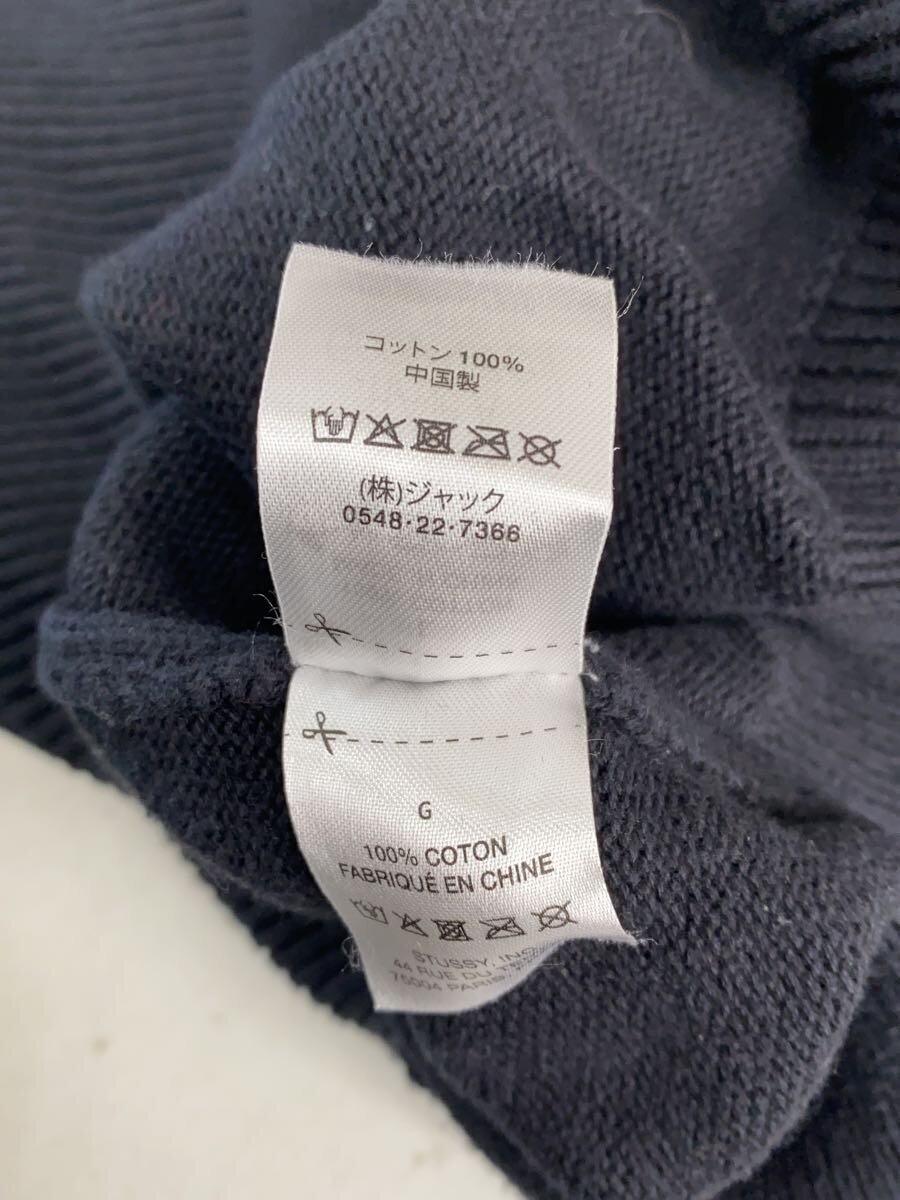 コットン 100%
中国製
(株)ジャック
0548·22·7366
G
100% COTON
FABRIQUÉ EN CHINE
STUSSY, INC
44 RUE DU
75004 PARIS